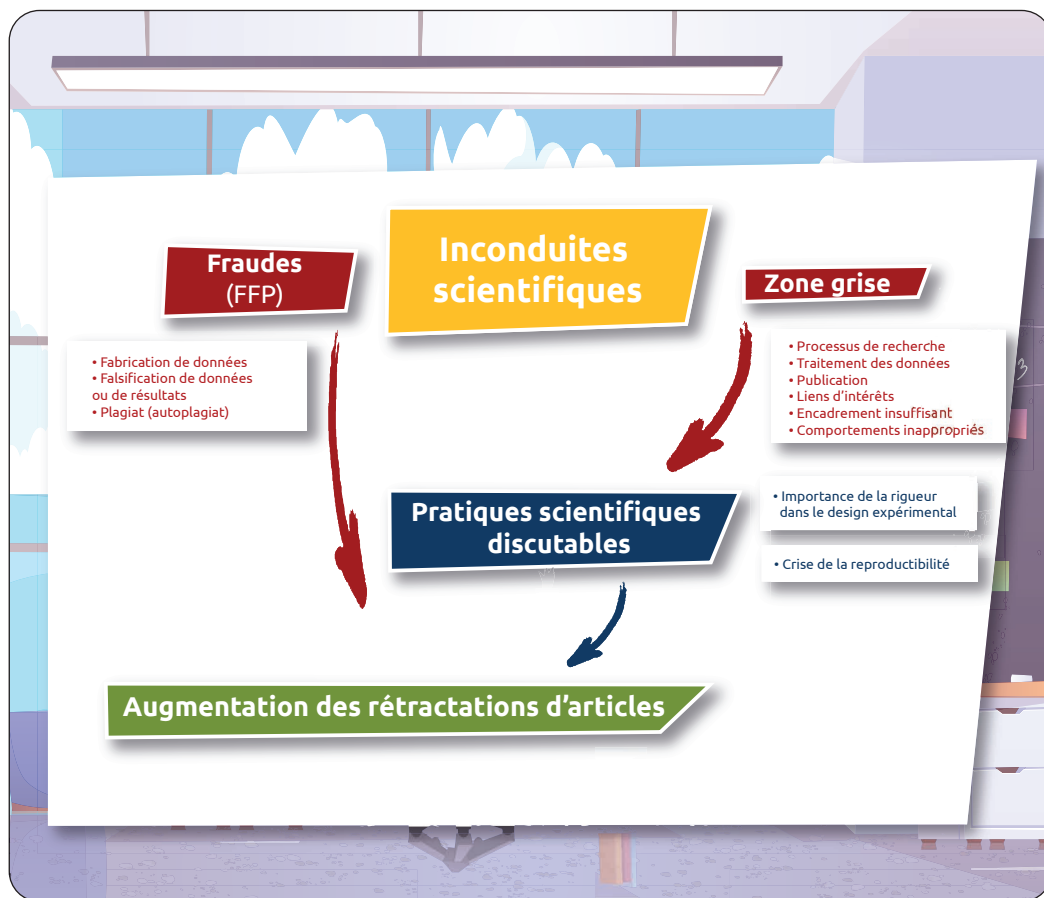 Inconduites
scientifiques
Fraudes
(FFP)
• Fabrication de données
• Falsification de données
ou de résultats
• Plagiat (autoplagiat)
Zone grise
• Processus de recherche
• Traitement des données
• Publication
• Liens d'intérêts
• Encadrement insuffisant
• Comportements inappropriés
Pratiques scientifiques
discutables
• Importance de la rigueur
dans le design expérimental
• Crise de la reproductibilité
Augmentation des rétractations d'articles